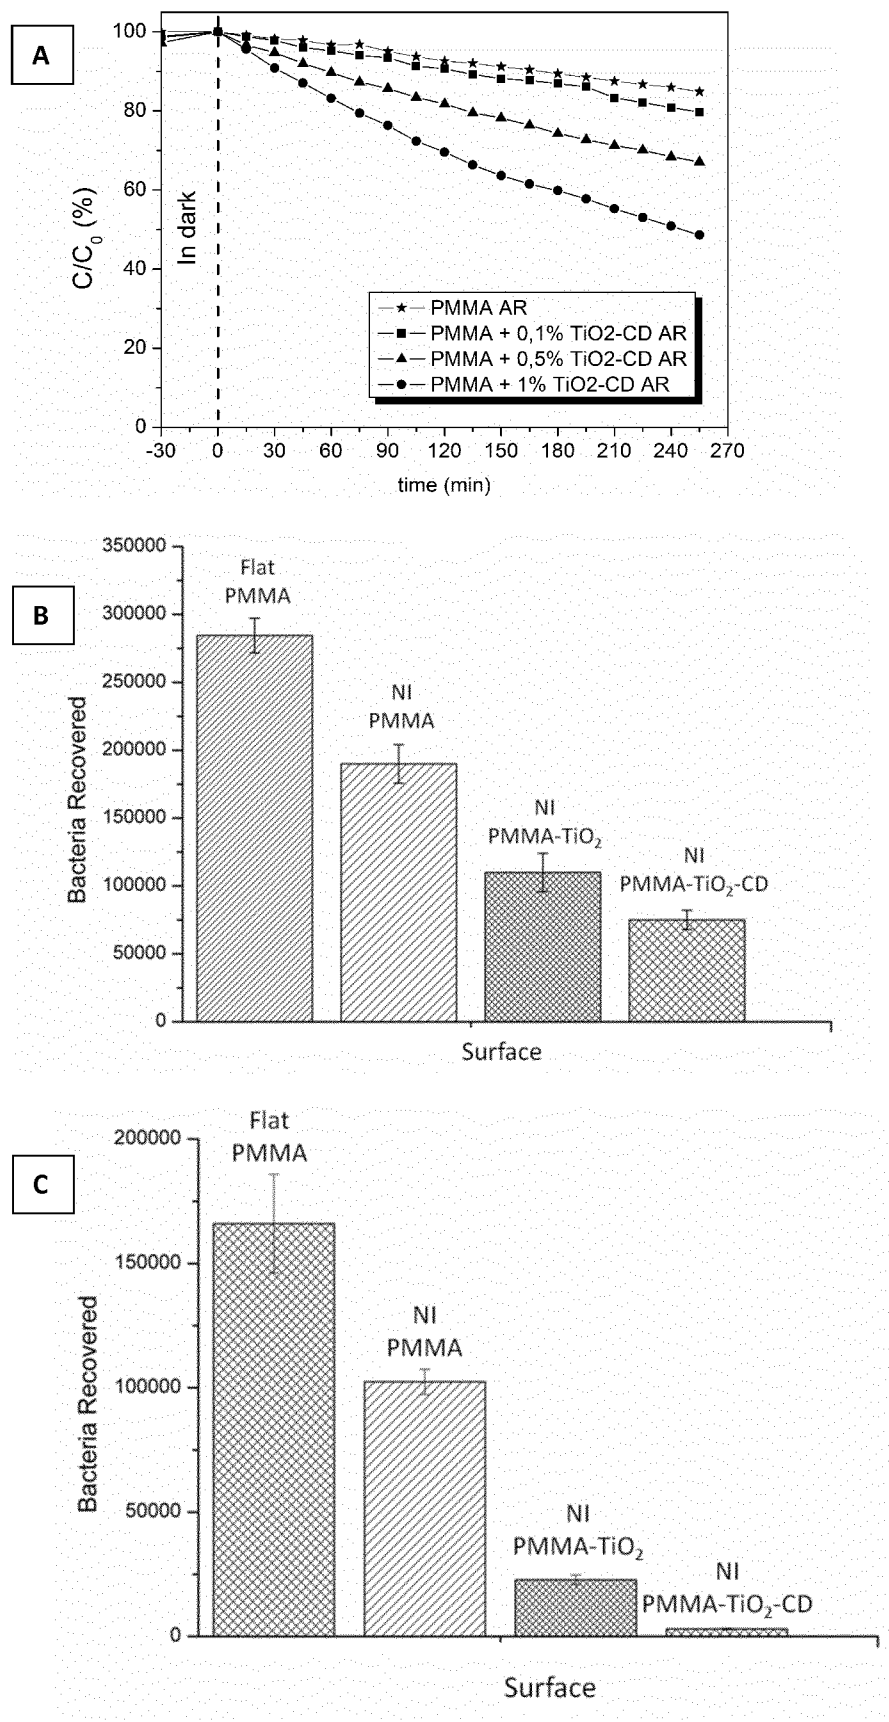 A
100
80
60
40
20
0
C/C0 (%)
In dark
PMMA AR
PMMA + 0,1% TiO2-CD AR
PMMA + 0,5% TiO2-CD AR
PMMA + 1% TiO2-CD AR
-30 0 30 60 90 120 150 180 210 240 270
time (min)
B
350000
300000
250000
200000
150000
100000
50000
0
Bacteria Recovered
Flat
PMMA
NI
PMMA
NI
PMMA-TiO2
NI
PMMA-TiO2-CD
Surface
C
200000
150000
100000
50000
0
Bacteria Recovered
Flat
PMMA
NI
PMMA
NI
PMMA-TiO2
NI
PMMA-TiO2-CD
Surface